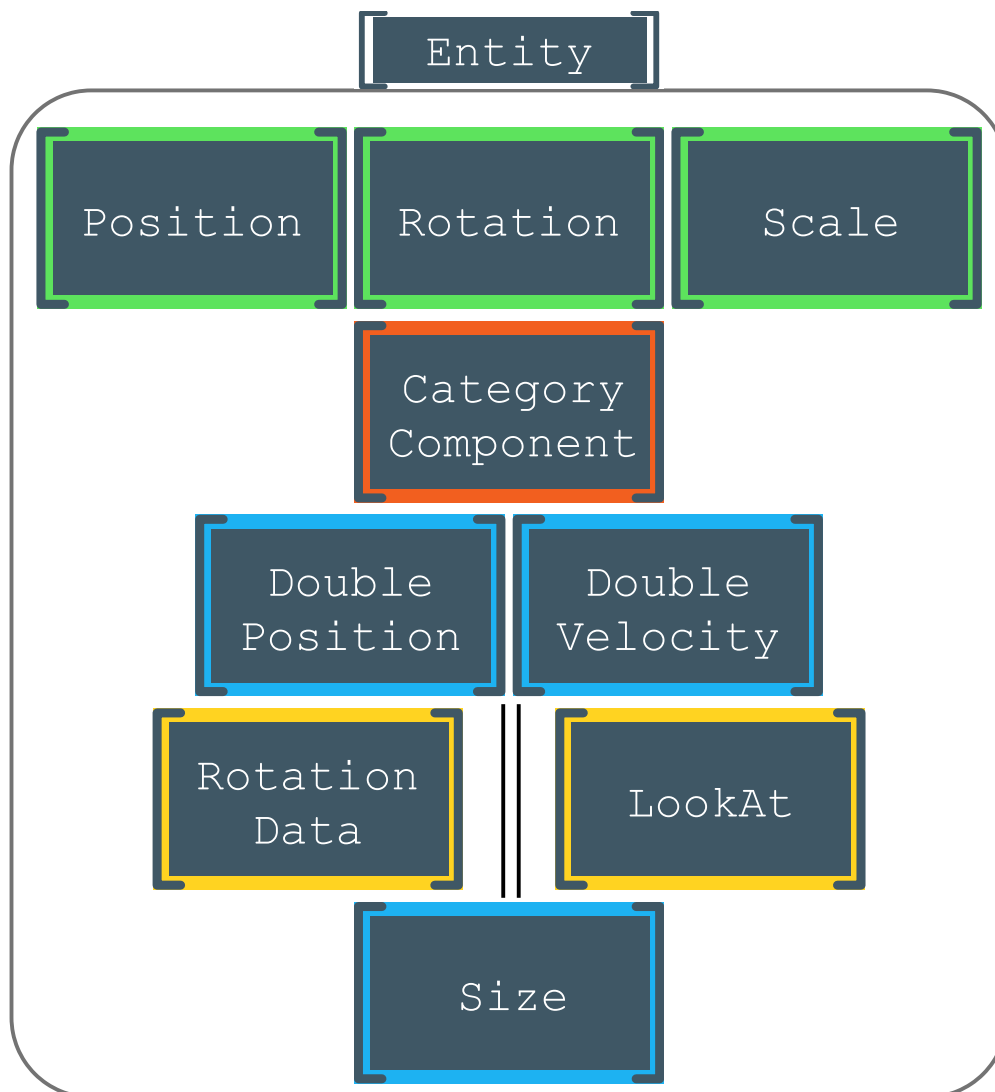 Entity
Position Rotation Scale
Category
Component
Double Double
Position Velocity
Rotation
Data
LookAt
Size